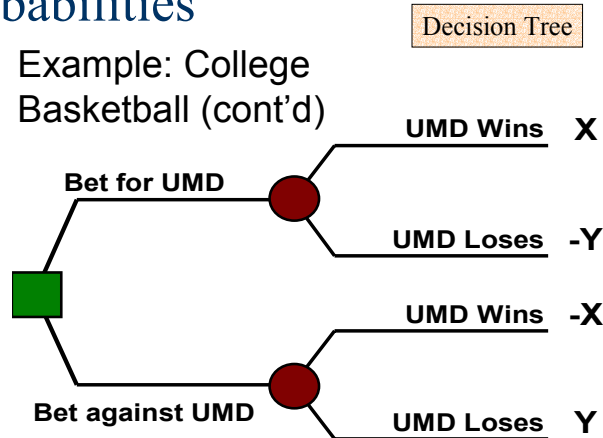 Decision Tree
Example: College
Basketball (cont'd)
UMD Wins X
Bet for UMD
UMD Loses -Y
UMD Wins -X
Bet against UMD
UMD Loses Y